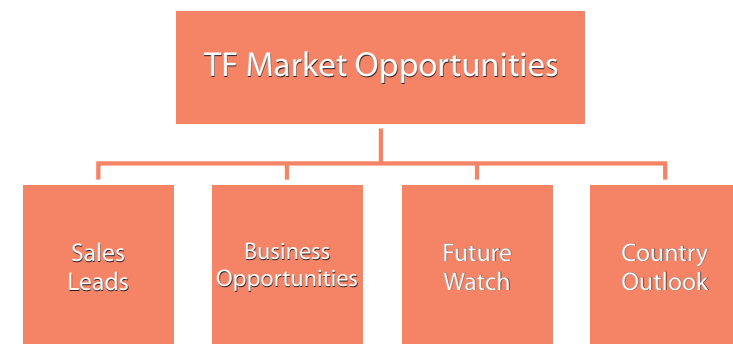 TF Market Opportunities
Sales
Leads
Business
Opportunities
Future
Watch
Country
Outlook